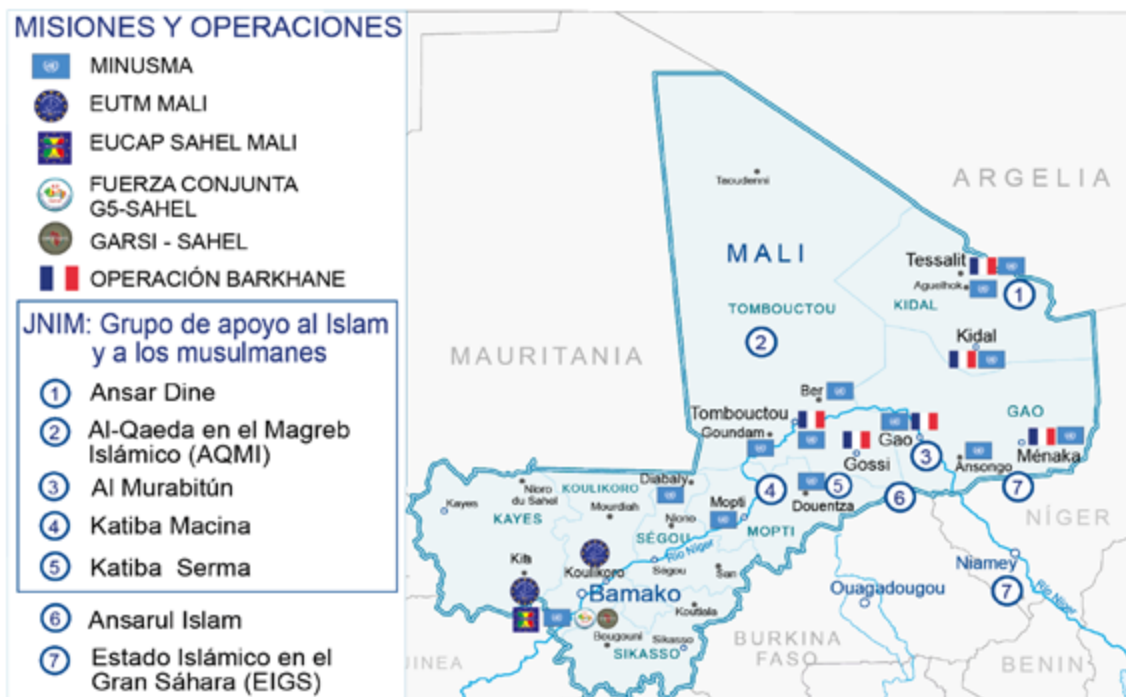 MISIONES Y OPERACIONES
MINUSMA
EUTM MALI
EUCAP SAHEL MALI
FUERZA CONJUNTA
G5-SAHEL
GARSI - SAHEL
OPERACIÓN BARKHANE
JNIM: Grupo de apoyo al Islam
y a los musulmanes
1 Ansar Dine
2 Al-Qaeda en el Magreb
Islámico (AQMI)
3 Al Murabitún
4 Katiba Macina
5 Katiba Serma
6 Ansarul Islam
7 Estado Islámico en el
Gran Sáhara (EIGS)
ARGELIA
Taoudenni
MALI
Tessalit
Aguelhok
1
TOMBOUCTOU
KIDAL
2
Kidal
MAURITANIA
Ber
Tombouctou
GAO
Goundam
Gao
Gossi
3
Ménaka
Ansongo
Diabaly
KOULIKORO
Nioro
du Sahel
Kayes
KAYES
Mourdiah
4
5
6
7
Mopti
Douentza
Niono
SÉGOU
MOPTI
NÍGER
Río Níger
Kita
Koulikoro
Ségou
San
Niamey
Bamako
Ouagadougou
7
Río Níger
Koutiala
Bougouni
Sikasso
SIKASSO
BURKINA
FASO
BENIN
UINEA